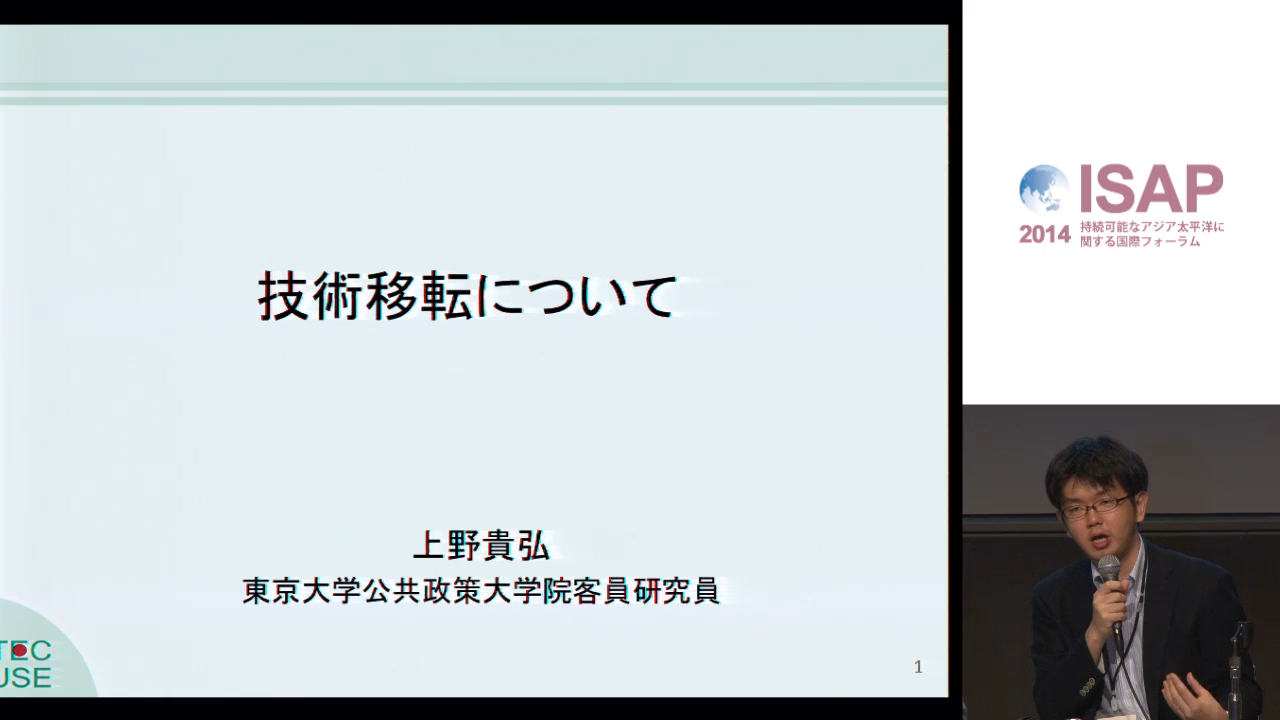 技術移転について
上野貴弘
東京大学公共政策大学院客員研究員
TEC
USE
1
ISAP
2014 持続可能なアジア太平洋に
関する国際フォーラム